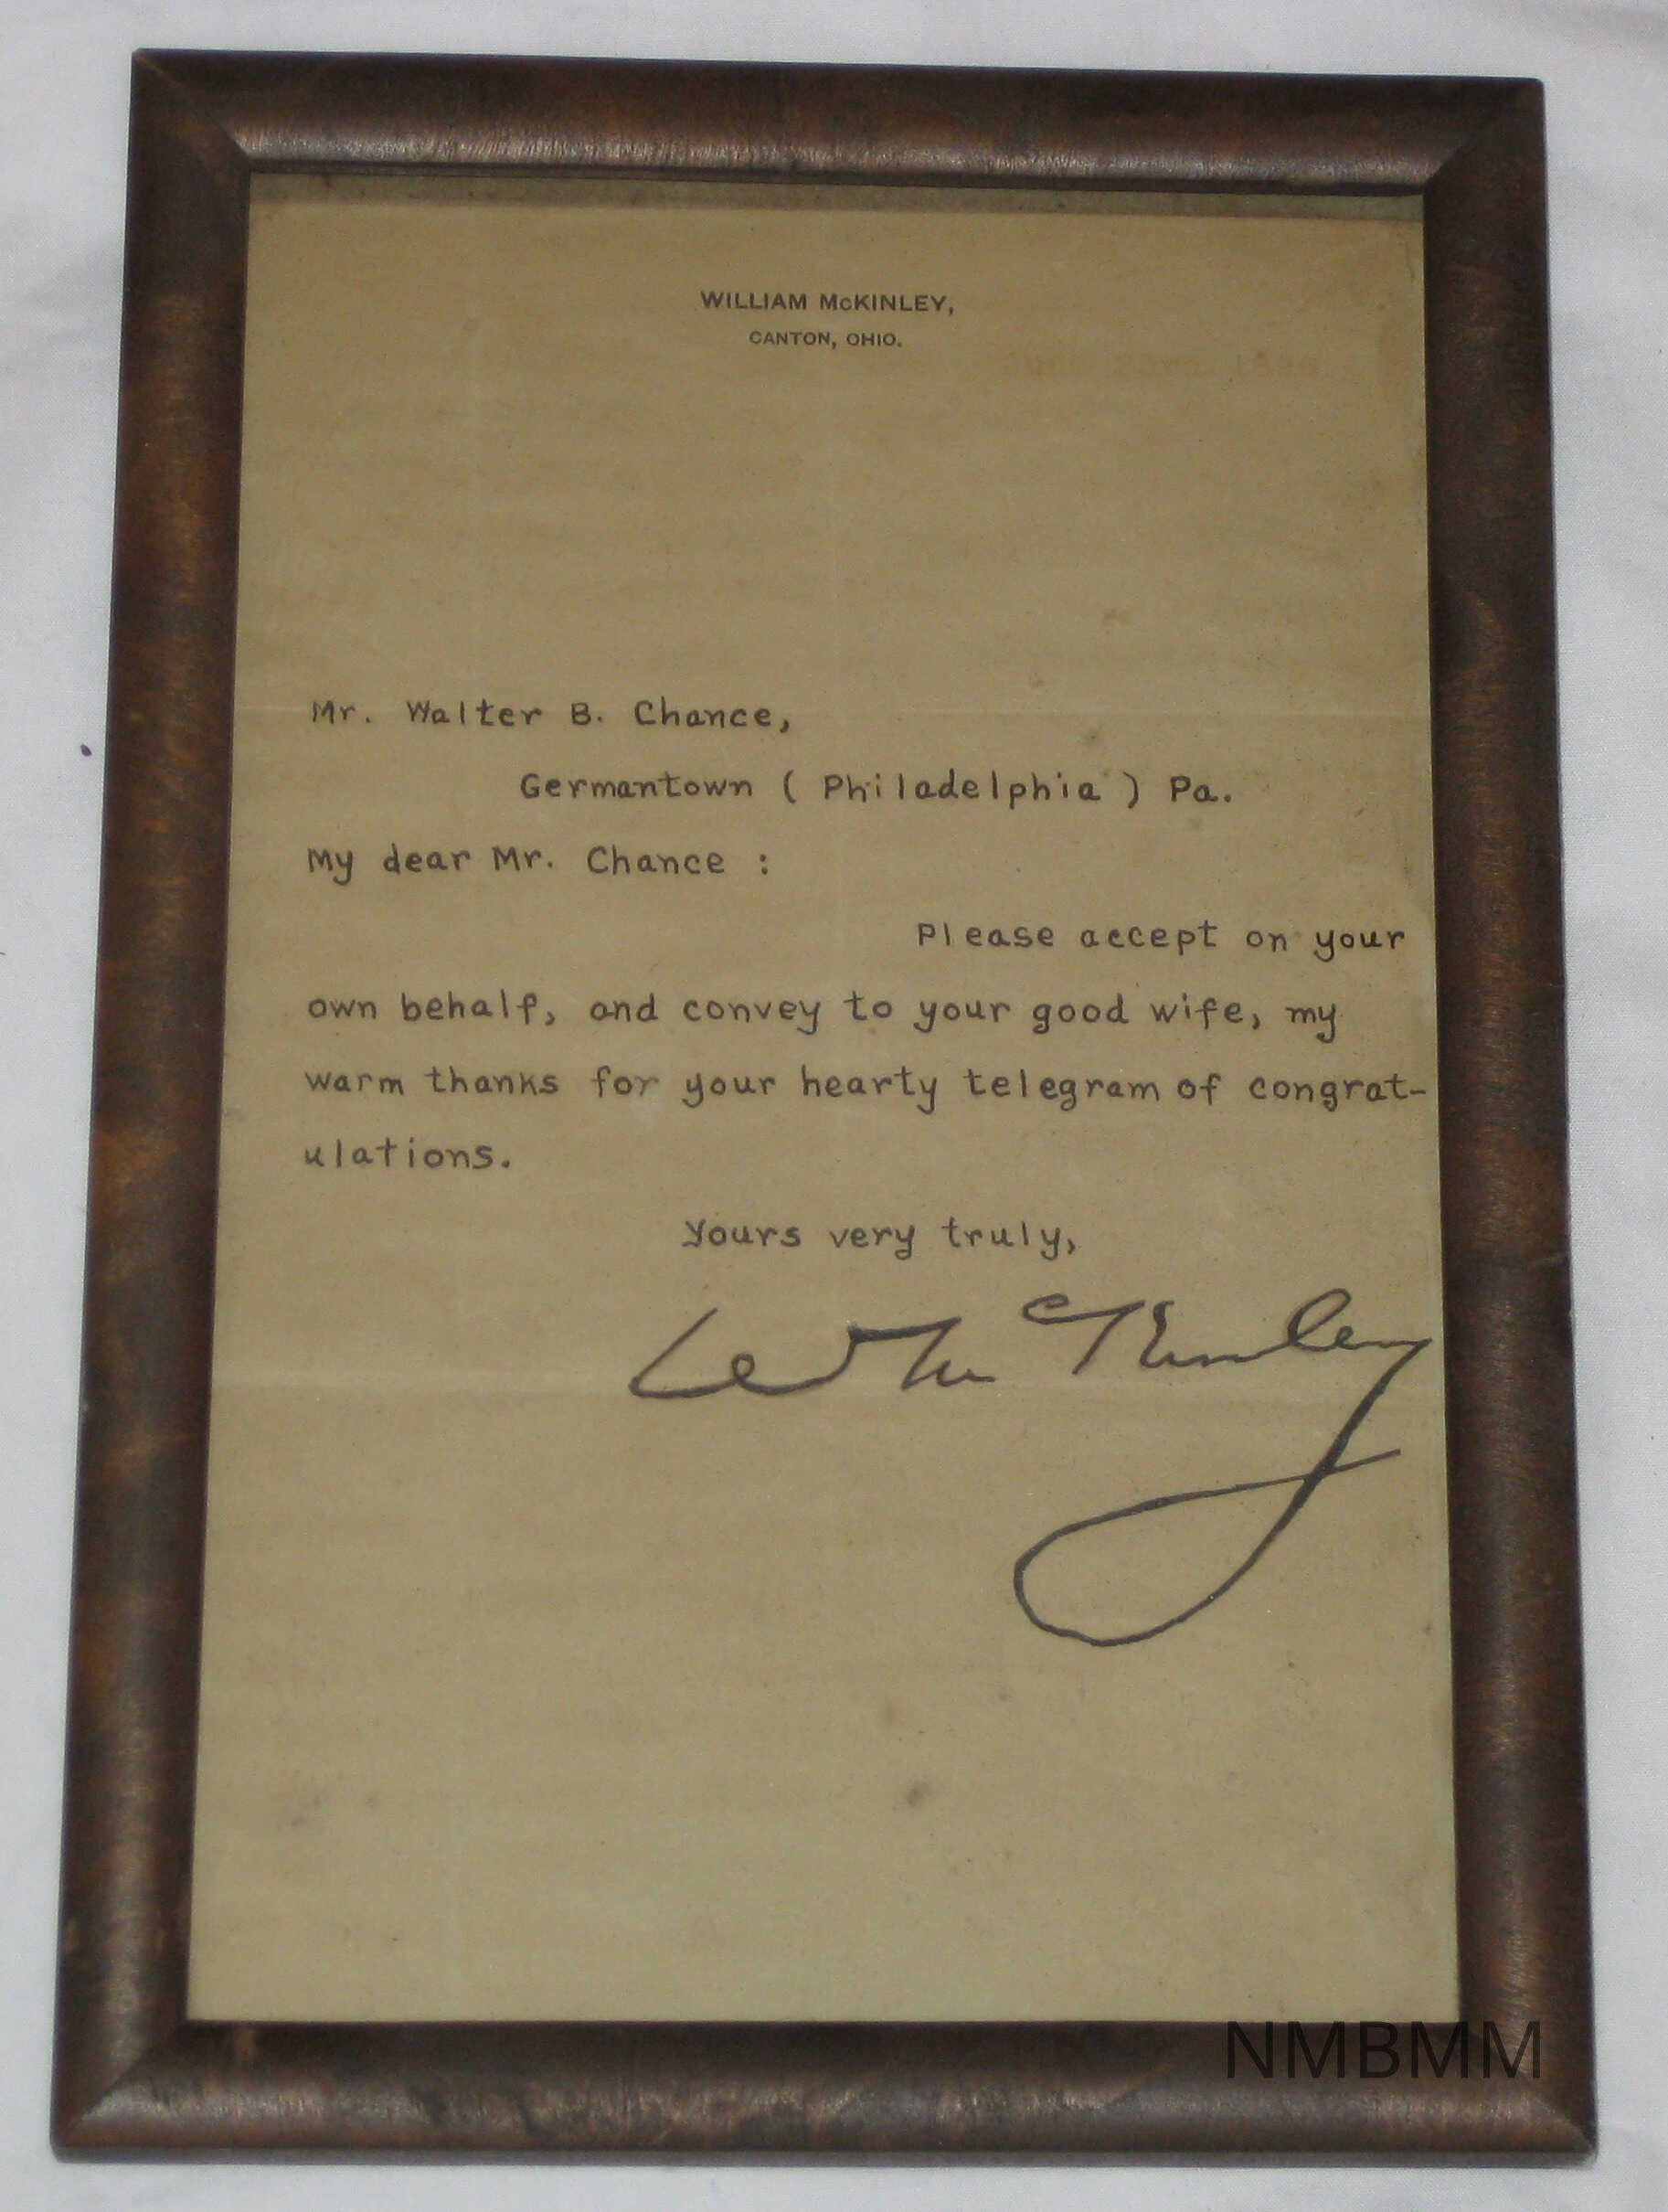 WILLIAM McKINLEY,
CANTON, OHIO.
Mr. Walter B. Chance,
Germantown ( Philadelphia ) Pa.
My dear Mr. Chance :
Please accept on your
own behalf, and convey to your good wife, my
warm thanks for your hearty telegram of congrat-
ulations.
Yours very truly,
Wm McKinley
NMBMM